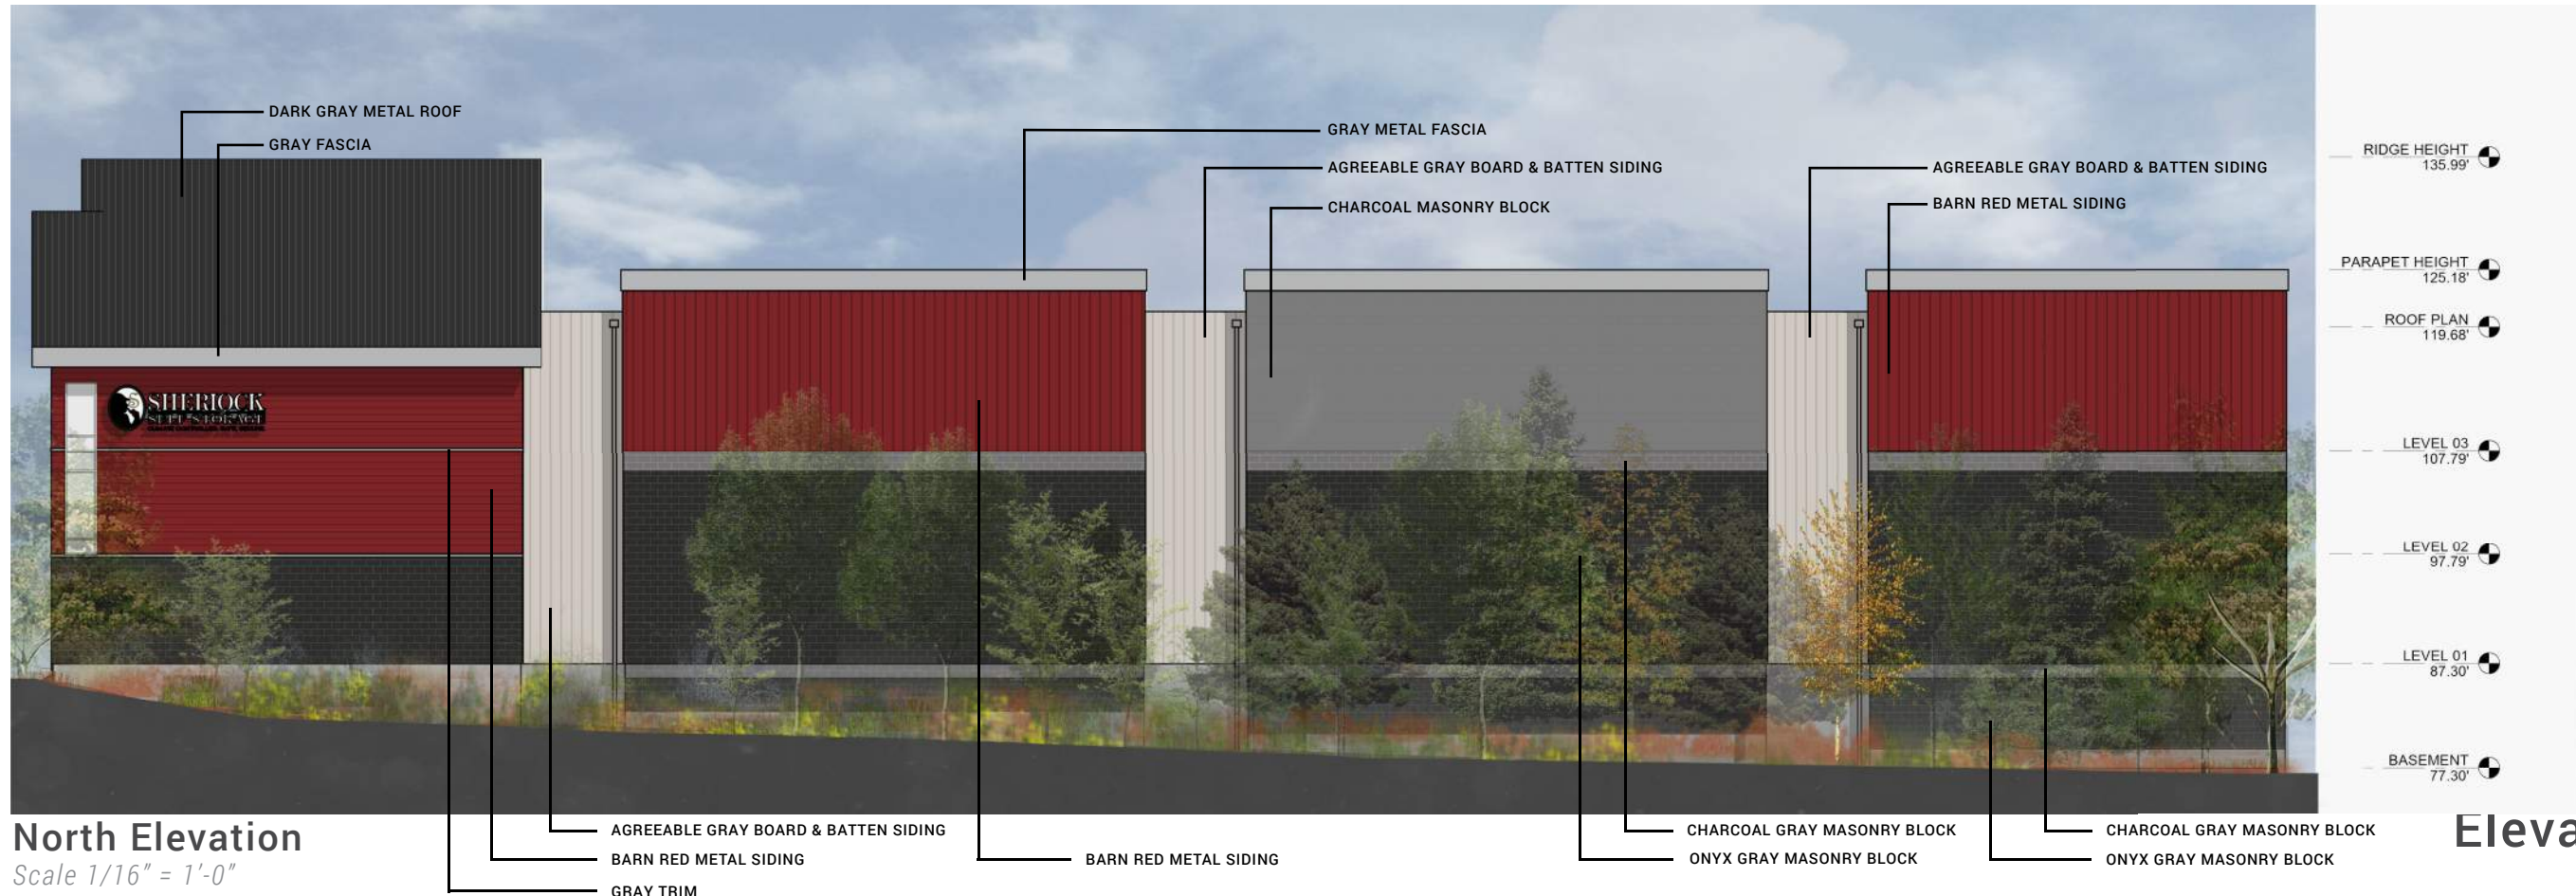 DARK GRAY METAL ROOF
GRAY FASCIA
GRAY METAL FASCIA
AGREEABLE GRAY BOARD & BATTEN SIDING
CHARCOAL MASONRY BLOCK
AGREEABLE GRAY BOARD & BATTEN SIDING
BARN RED METAL SIDING
RIDGE HEIGHT
135.99'
PARAPET HEIGHT
125.18'
ROOF PLAN
119.68'
LEVEL 03
107.79'
LEVEL 02
97.79'
LEVEL 01
87.30'
BASEMENT
77.30'
SHERLOCK
SELF STORAGE
North Elevation
Scale 1/16" = 1'-0"
AGREEABLE GRAY BOARD & BATTEN SIDING
BARN RED METAL SIDING
GRAY TRIM
BARN RED METAL SIDING
CHARCOAL GRAY MASONRY BLOCK
ONYX GRAY MASONRY BLOCK
CHARCOAL GRAY MASONRY BLOCK
ONYX GRAY MASONRY BLOCK
Eleva